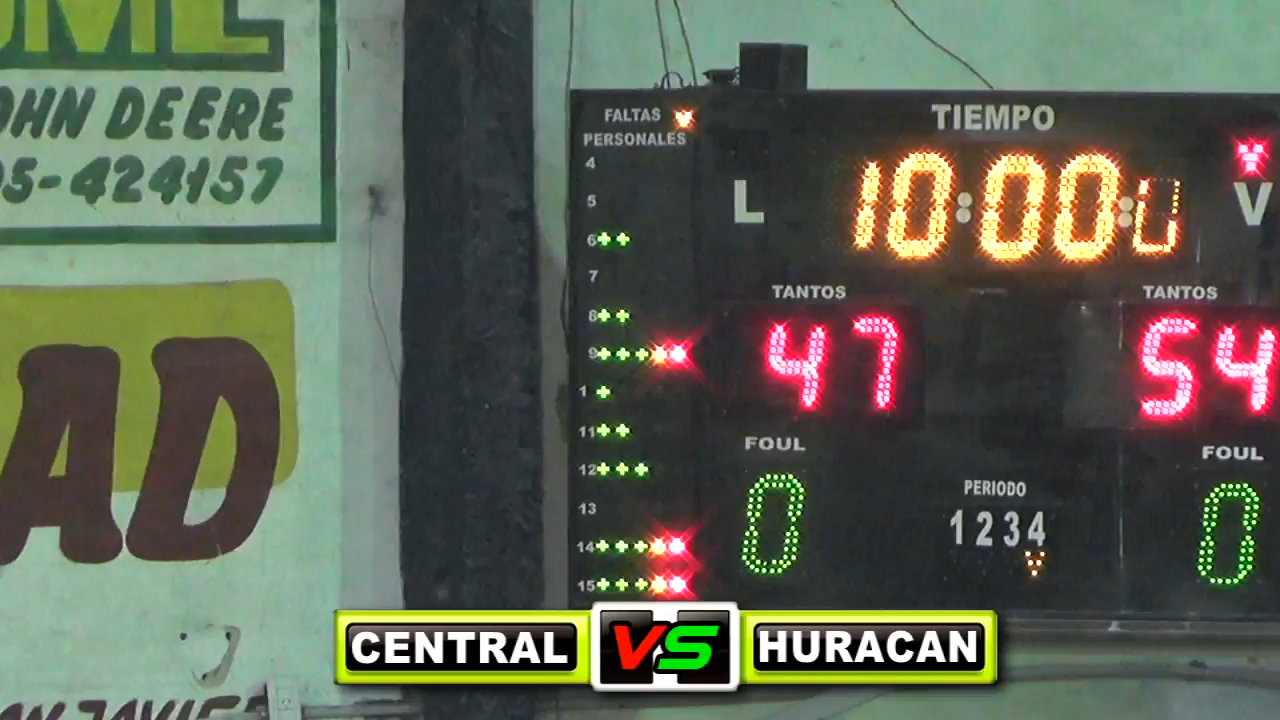 OHN DEERE
05-424157
AD
FALTAS
PERSONALES
4
5
6
7
8
9
1
11
12
13
14
15
TIEMPO
L 10:00:0 V
TANTOS TANTOS
47 54
FOUL FOUL
0 0
PERIODO
1 2 3 4
CENTRAL VS HURACAN